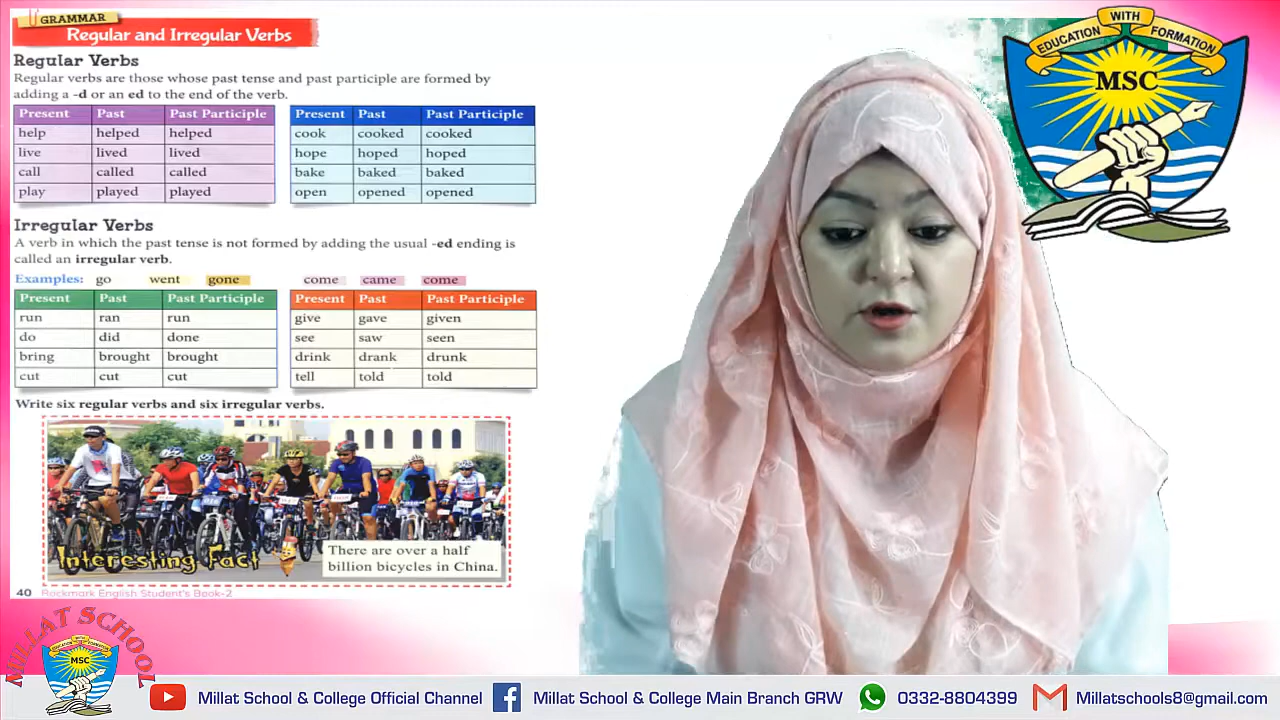 GRAMMAR
Regular and Irregular Verbs
Regular Verbs
Regular verbs are those whose past tense and past participle are formed by
adding a -d or an ed to the end of the verb.
Present Past Past Participle
help helped helped
live lived lived
call called called
play played played
Present Past Past Participle
cook cooked cooked
hope hoped hoped
bake baked baked
open opened opened
Irregular Verbs
A verb in which the past tense is not formed by adding the usual -ed ending is
called an irregular verb.
Examples: go went gone come came come
Present Past Past Participle
run ran run
do did done
bring brought brought
cut cut cut
Present Past Past Participle
give gave given
see saw seen
drink drank drunk
tell told told
Write six regular verbs and six irregular verbs.
Interesting Fact
There are over a half
billion bicycles in China.
40 Rockmark English Student's Book-2
EDUCATION WITH FORMATION
MSC
MILLAT SCHOOL
MSC
Millat School & College Official Channel
Millat School & College Main Branch GRW
0332-8804399
Millatschools8@gmail.com